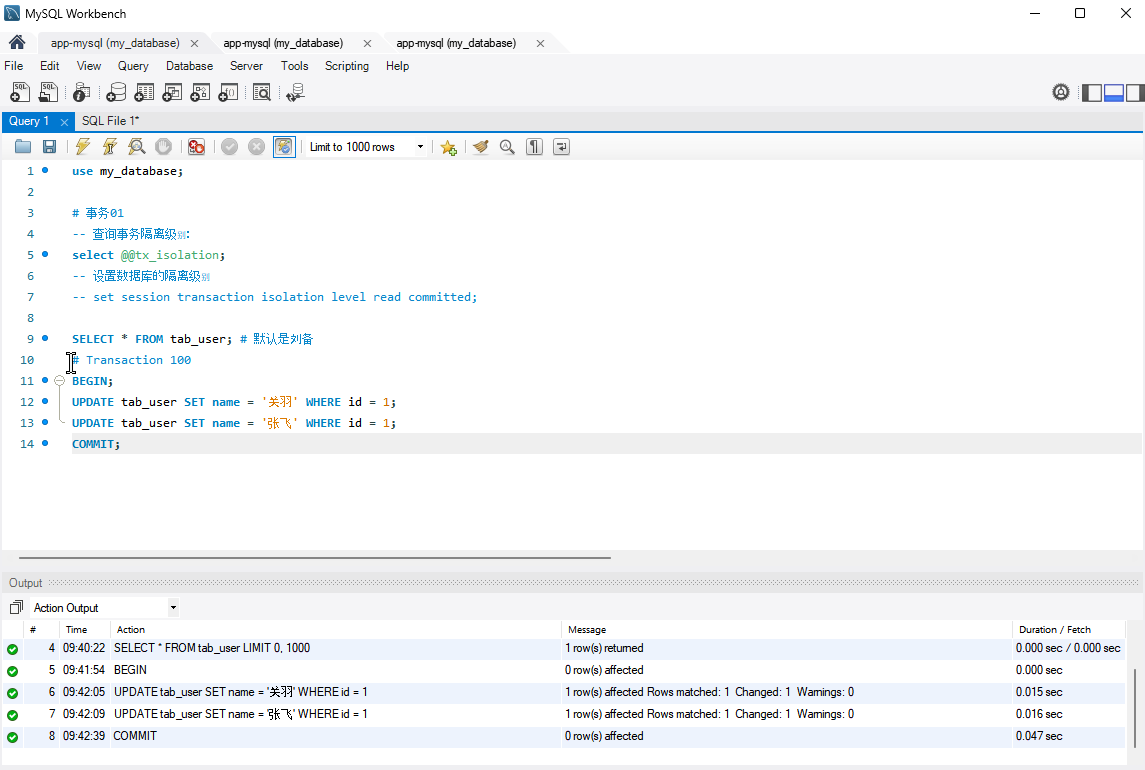 MySQL Workbench
app-mysql (my_database) app-mysql (my_database) app-mysql (my_database)
File Edit View Query Database Server Tools Scripting Help
Query 1 SQL File 1*
Limit to 1000 rows
1 use my_database;
2
3 # 事务01
4 -- 查询事务隔离级别:
5 select @@tx_isolation;
6 -- 设置数据库的隔离级别
7 -- set session transaction isolation level read committed;
8
9 SELECT * FROM tab_user; # 默认是刘备
10 # Transaction 100
11 BEGIN;
12 UPDATE tab_user SET name = '关羽' WHERE id = 1;
13 UPDATE tab_user SET name = '张飞' WHERE id = 1;
14 COMMIT;
Output
Action Output
# Time Action Message Duration / Fetch
4 09:40:22 SELECT * FROM tab_user LIMIT 0, 1000 1 row(s) returned 0.000 sec / 0.000 sec
5 09:41:54 BEGIN 0 row(s) affected 0.000 sec
6 09:42:05 UPDATE tab_user SET name = '关羽' WHERE id = 1 1 row(s) affected Rows matched: 1 Changed: 1 Warnings: 0 0.015 sec
7 09:42:09 UPDATE tab_user SET name = '张飞' WHERE id = 1 1 row(s) affected Rows matched: 1 Changed: 1 Warnings: 0 0.016 sec
8 09:42:39 COMMIT 0 row(s) affected 0.047 sec